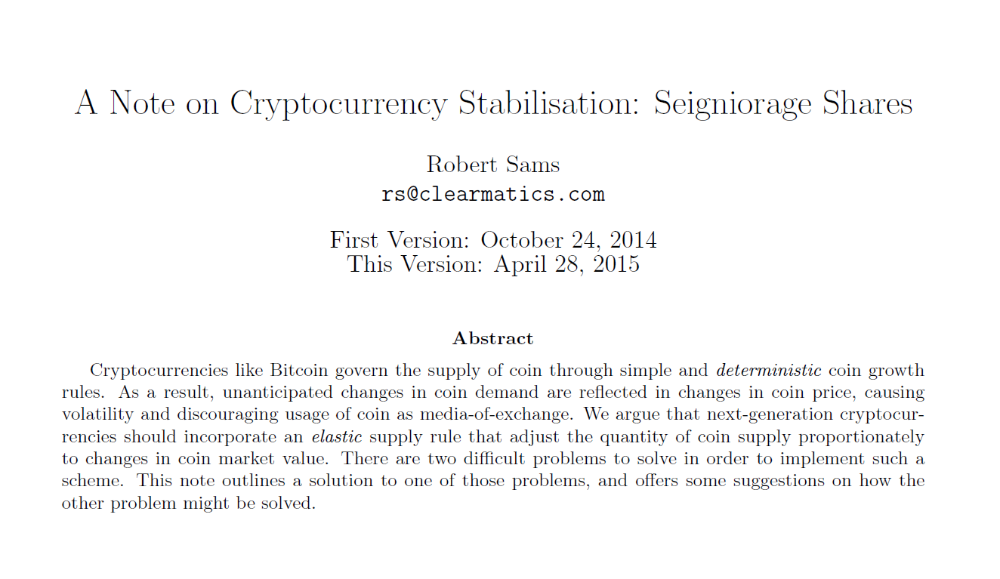 A Note on Cryptocurrency Stabilisation: Seigniorage Shares
Robert Sams
rs@clearmatics.com
First Version: October 24, 2014
This Version: April 28, 2015
Abstract
Cryptocurrencies like Bitcoin govern the supply of coin through simple and deterministic coin growth
rules. As a result, unanticipated changes in coin demand are reflected in changes in coin price, causing
volatility and discouraging usage of coin as media-of-exchange. We argue that next-generation cryptocur-
rencies should incorporate an elastic supply rule that adjust the quantity of coin supply proportionately
to changes in coin market value. There are two difficult problems to solve in order to implement such a
scheme. This note outlines a solution to one of those problems, and offers some suggestions on how the
other problem might be solved.